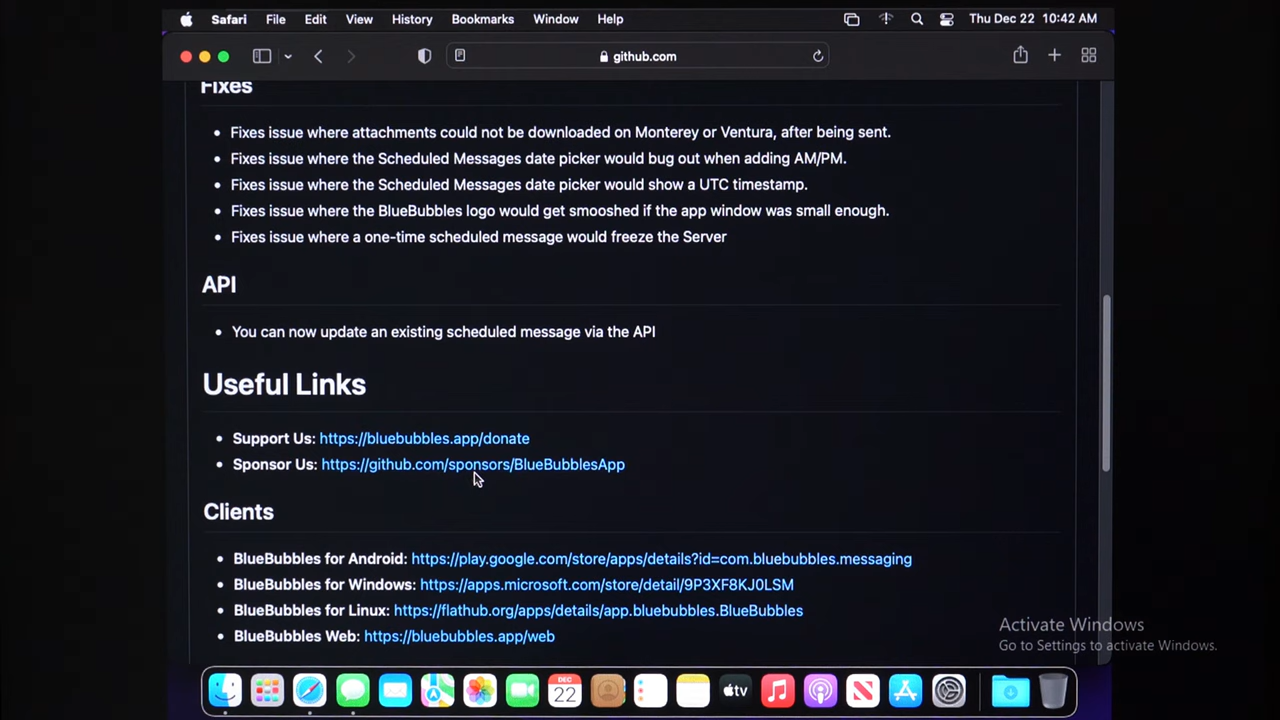 Safari File Edit View History Bookmarks Window Help Thu Dec 22 10:42 AM
github.com
Fixes
• Fixes issue where attachments could not be downloaded on Monterey or Ventura, after being sent.
• Fixes issue where the Scheduled Messages date picker would bug out when adding AM/PM.
• Fixes issue where the Scheduled Messages date picker would show a UTC timestamp.
• Fixes issue where the BlueBubbles logo would get smooshed if the app window was small enough.
• Fixes issue where a one-time scheduled message would freeze the Server
API
• You can now update an existing scheduled message via the API
Useful Links
• Support Us: https://bluebubbles.app/donate
• Sponsor Us: https://github.com/sponsors/BlueBubblesApp
Clients
• BlueBubbles for Android: https://play.google.com/store/apps/details?id=com.bluebubbles.messaging
• BlueBubbles for Windows: https://apps.microsoft.com/store/detail/9P3XF8KJ0LSM
• BlueBubbles for Linux: https://flathub.org/apps/details/app.bluebubbles.BlueBubbles
• BlueBubbles Web: https://bluebubbles.app/web
Activate Windows
Go to Settings to activate Windows.
DEC
22
tv